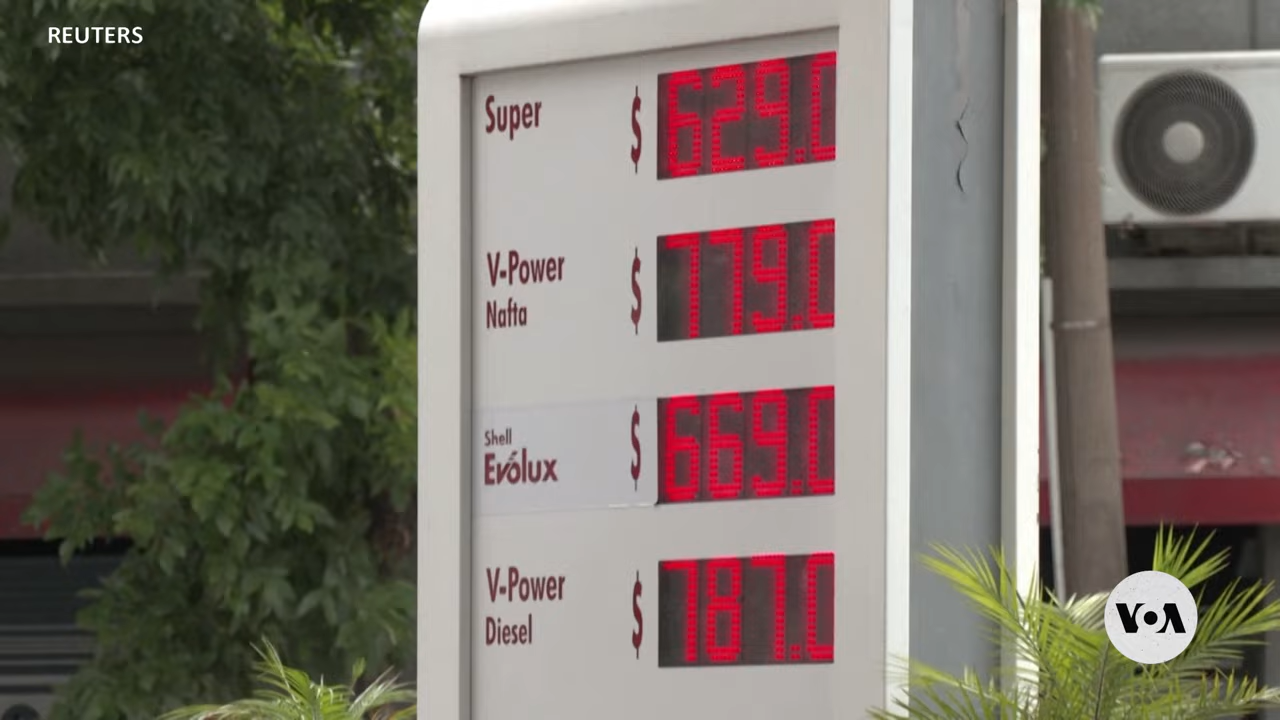 REUTERS
Super $ 629.0
V-Power
Nafta $ 779.0
Shell
Evolux $ 669.0
V-Power
Diesel $ 787.0
VOA